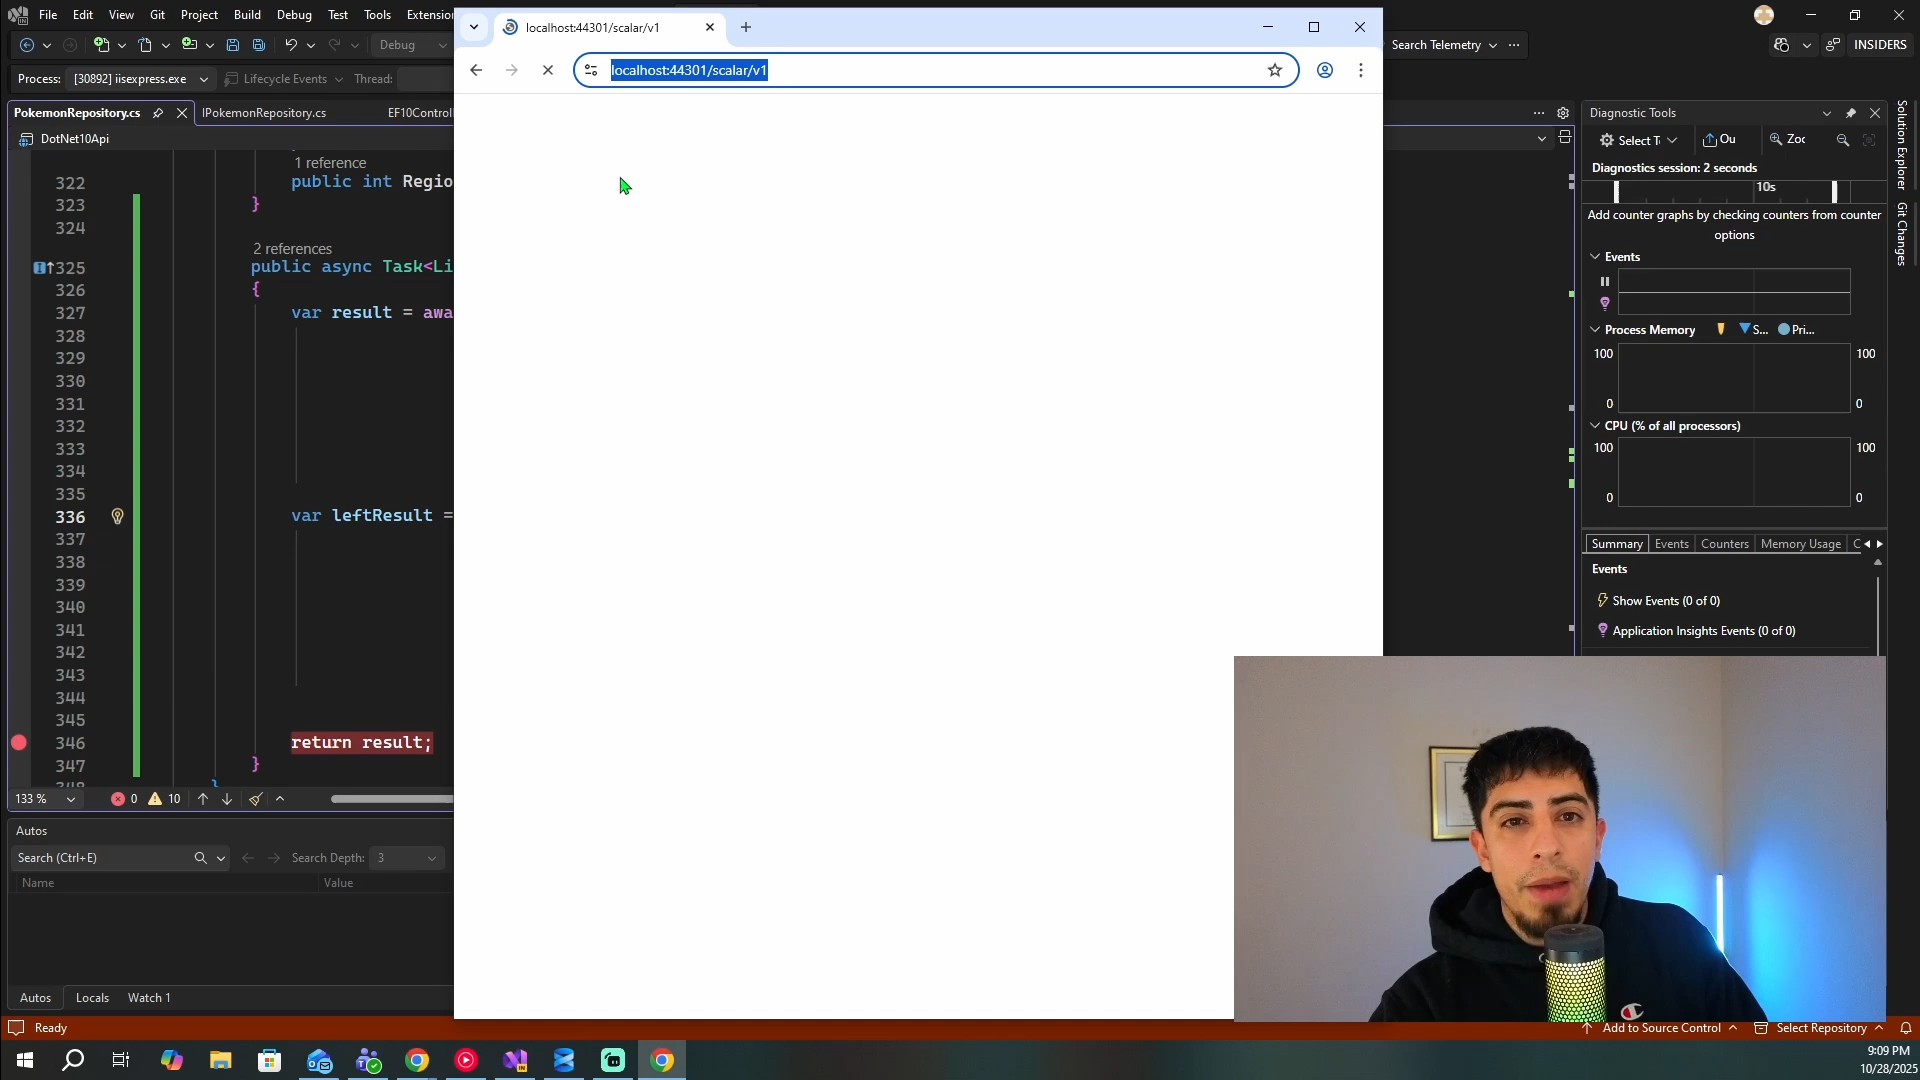 File Edit View Git Project Build Debug Test Tools Extension
localhost:44301/scalar/v1
Debug
localhost:44301/scalar/v1
Search Telemetry
INSIDERS
Process: [30892] iisexpress.exe Lifecycle Events Thread:
PokemonRepository.cs IPokemonRepository.cs EF10Controll
DotNet10Api
1 reference
322 public int Regio
323 }
324
2 references
325 public async Task<Li
326 {
327 var result = awa
328
329
330
331
332
333
334
335
336 var leftResult =
337
338
339
340
341
342
343
344
345
346 return result;
347 }
133 % 0 10
Autos
Search (Ctrl+E) Search Depth: 3
Name Value
Autos Locals Watch 1
Ready
Diagnostic Tools
Select T Ou Zoc
Diagnostics session: 2 seconds
10s
Add counter graphs by checking counters from counter
options
Events
Process Memory S... Pri...
100 100
0 0
CPU (% of all processors)
100 100
0 0
Summary Events Counters Memory Usage C
Events
Show Events (0 of 0)
Application Insights Events (0 of 0)
Solution Explorer
Git Changes
Add to Source Control Select Repository
9:09 PM
10/28/2025